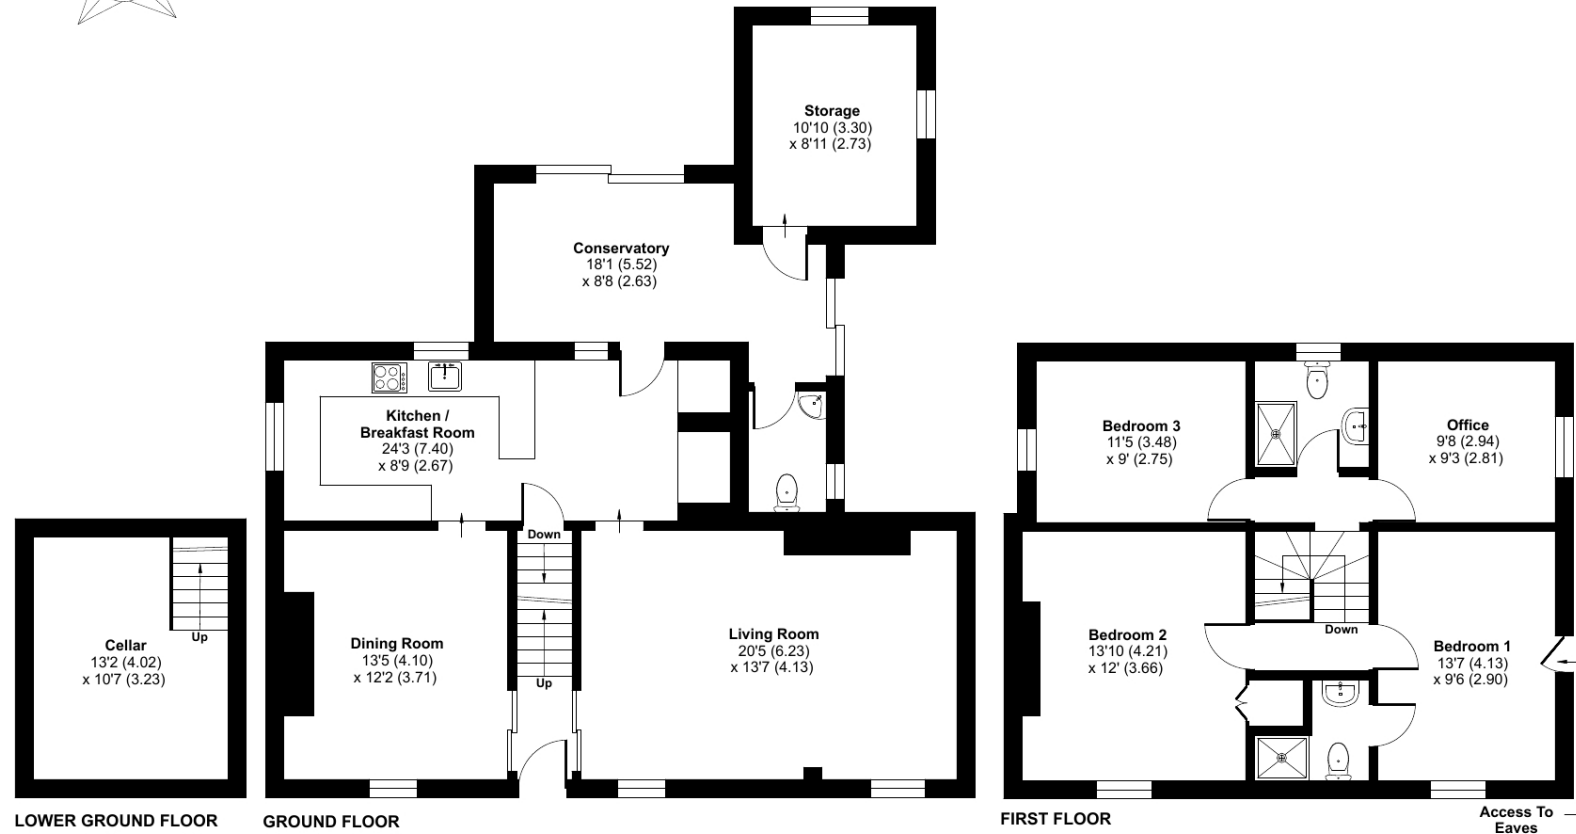 Storage
10'10 (3.30)
x 8'11 (2.73)
Conservatory
18'1 (5.52)
x 8'8 (2.63)
Kitchen /
Breakfast Room
24'3 (7.40)
x 8'9 (2.67)
Down
Up
Dining Room
13'5 (4.10)
x 12'2 (3.71)
Living Room
20'5 (6.23)
x 13'7 (4.13)
Cellar
13'2 (4.02)
x 10'7 (3.23)
Up
Bedroom 3
11'5 (3.48)
x 9' (2.75)
Office
9'8 (2.94)
x 9'3 (2.81)
Down
Bedroom 2
13'10 (4.21)
x 12' (3.66)
Bedroom 1
13'7 (4.13)
x 9'6 (2.90)
LOWER GROUND FLOOR
GROUND FLOOR
FIRST FLOOR
Access To
Eaves